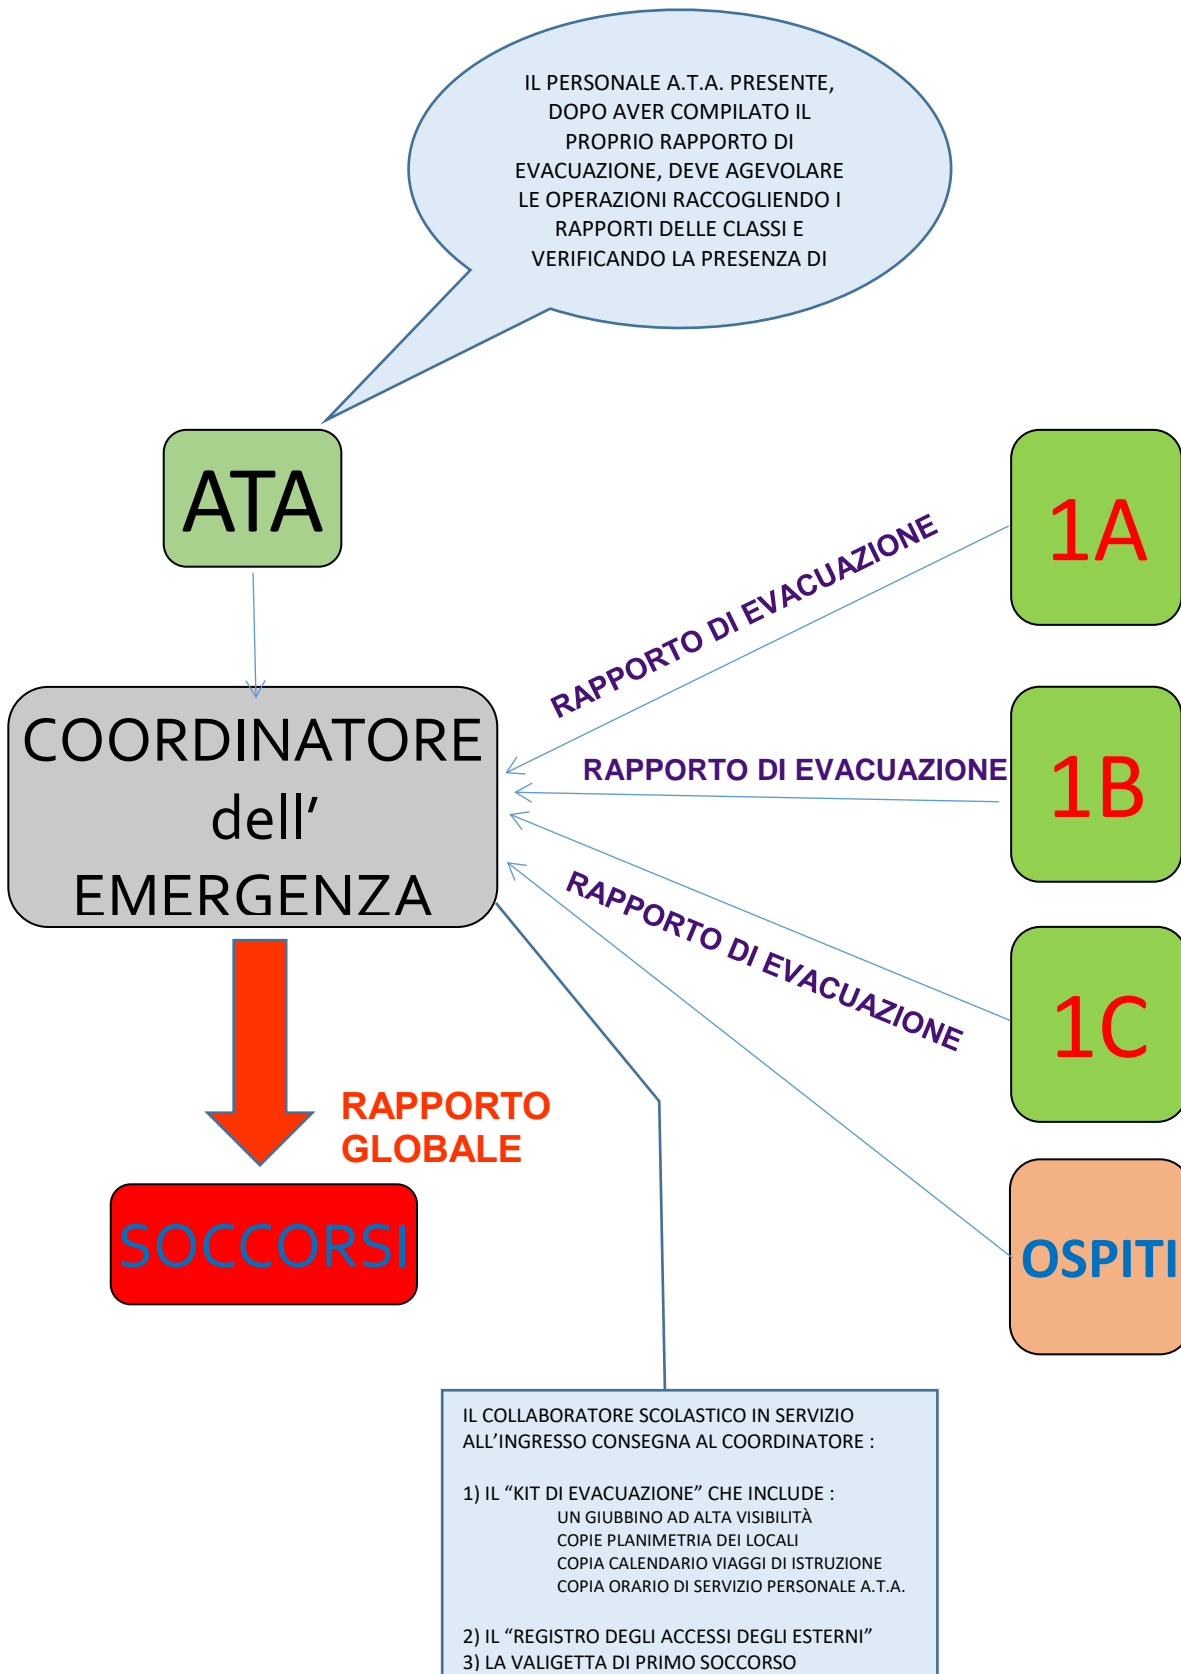 IL PERSONALE A.T.A. PRESENTE,
DOPO AVER COMPILATO IL
PROPRIO RAPPORTO DI
EVACUAZIONE, DEVE AGEVOLARE
LE OPERAZIONI RACCOGLIENDO I
RAPPORTI DELLE CLASSI E
VERIFICANDO LA PRESENZA DI
ATA
1A
RAPPORTO DI EVACUAZIONE
COORDINATORE
dell'
EMERGENZA
RAPPORTO DI EVACUAZIONE
1B
RAPPORTO DI EVACUAZIONE
1C
RAPPORTO
GLOBALE
SOCCORSI
OSPITI
IL COLLABORATORE SCOLASTICO IN SERVIZIO
ALL’INGRESSO CONSEGNA AL COORDINATORE :
1) IL “KIT DI EVACUAZIONE” CHE INCLUDE :
UN GIUBBINO AD ALTA VISIBILITÀ
COPIE PLANIMETRIA DEI LOCALI
COPIA CALENDARIO VIAGGI DI ISTRUZIONE
COPIA ORARIO DI SERVIZIO PERSONALE A.T.A.
2) IL “REGISTRO DEGLI ACCESSI DEGLI ESTERNI”
3) LA VALIGETTA DI PRIMO SOCCORSO